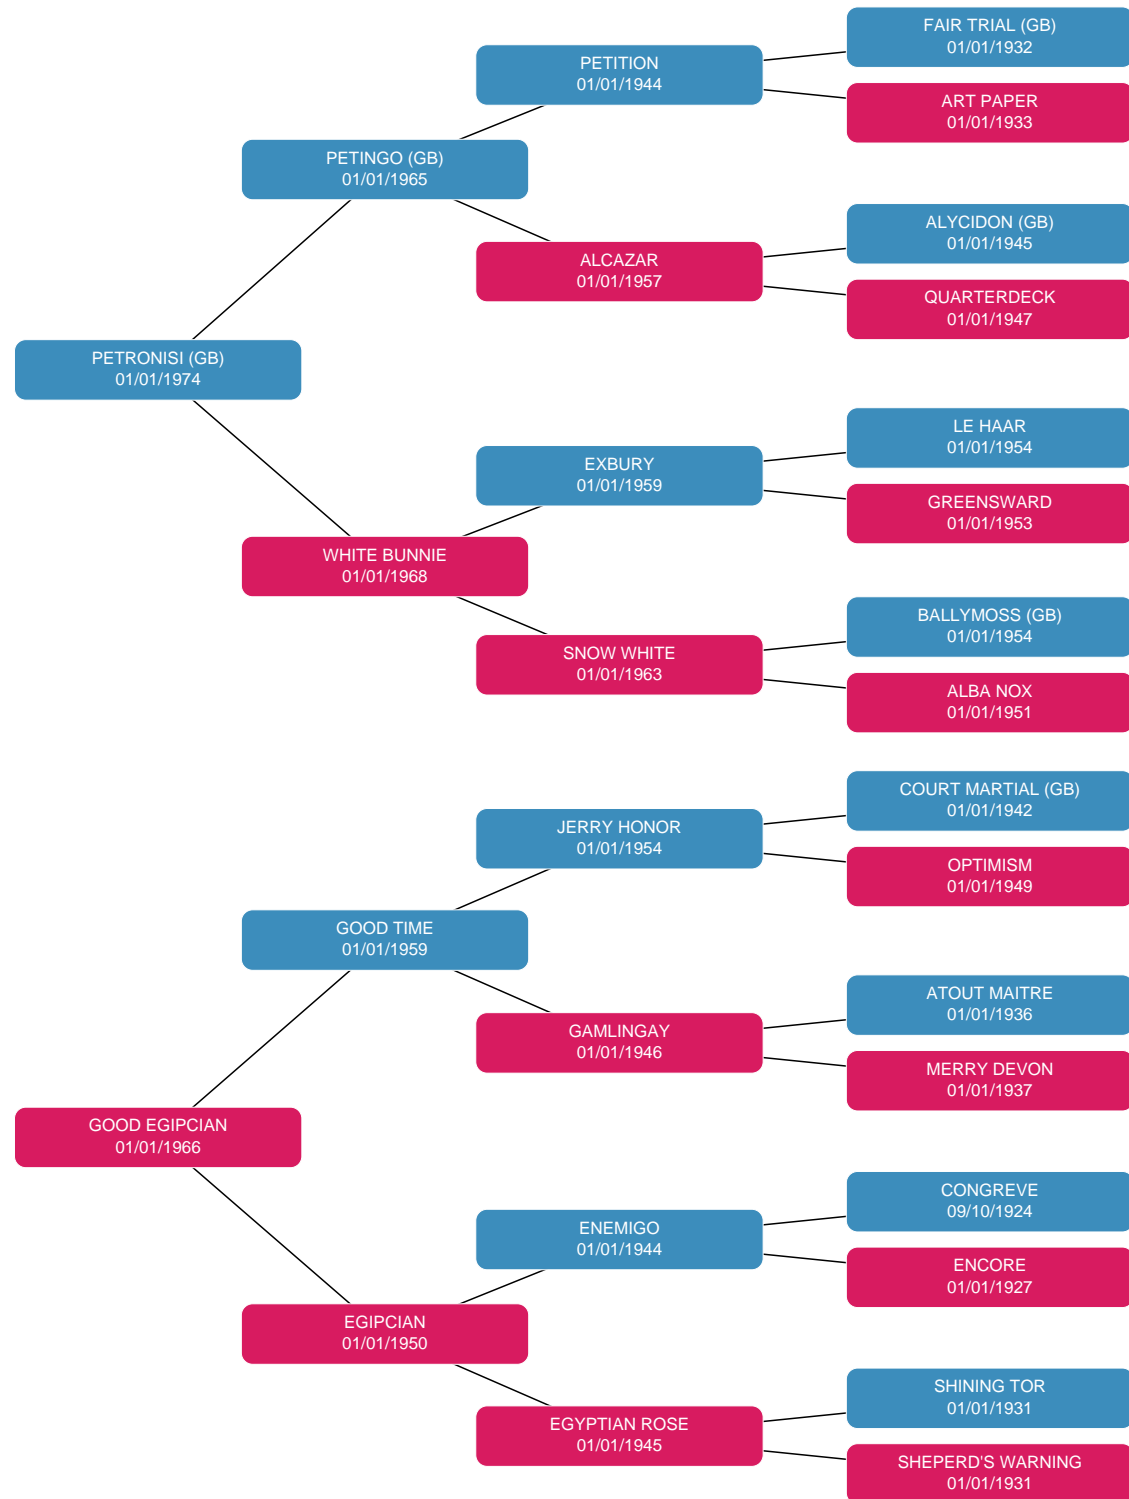 FAIR TRIAL (GB)
01/01/1932
PETITION
01/01/1944
ART PAPER
01/01/1933
PETINGO (GB)
01/01/1965
ALYCIDON (GB)
01/01/1945
ALCAZAR
01/01/1957
QUARTERDECK
01/01/1947
PETRONISI (GB)
01/01/1974
LE HAAR
01/01/1954
EXBURY
01/01/1959
GREENSWARD
01/01/1953
WHITE BUNNIE
01/01/1968
BALLYMOSS (GB)
01/01/1954
SNOW WHITE
01/01/1963
ALBA NOX
01/01/1951
COURT MARTIAL (GB)
01/01/1942
JERRY HONOR
01/01/1954
OPTIMISM
01/01/1949
GOOD TIME
01/01/1959
ATOUT MAITRE
01/01/1936
GAMLINGAY
01/01/1946
MERRY DEVON
01/01/1937
GOOD EGIPCIAN
01/01/1966
CONGREVE
09/10/1924
ENEMIGO
01/01/1944
ENCORE
01/01/1927
EGIPCIAN
01/01/1950
SHINING TOR
01/01/1931
EGYPTIAN ROSE
01/01/1945
SHEPERD'S WARNING
01/01/1931